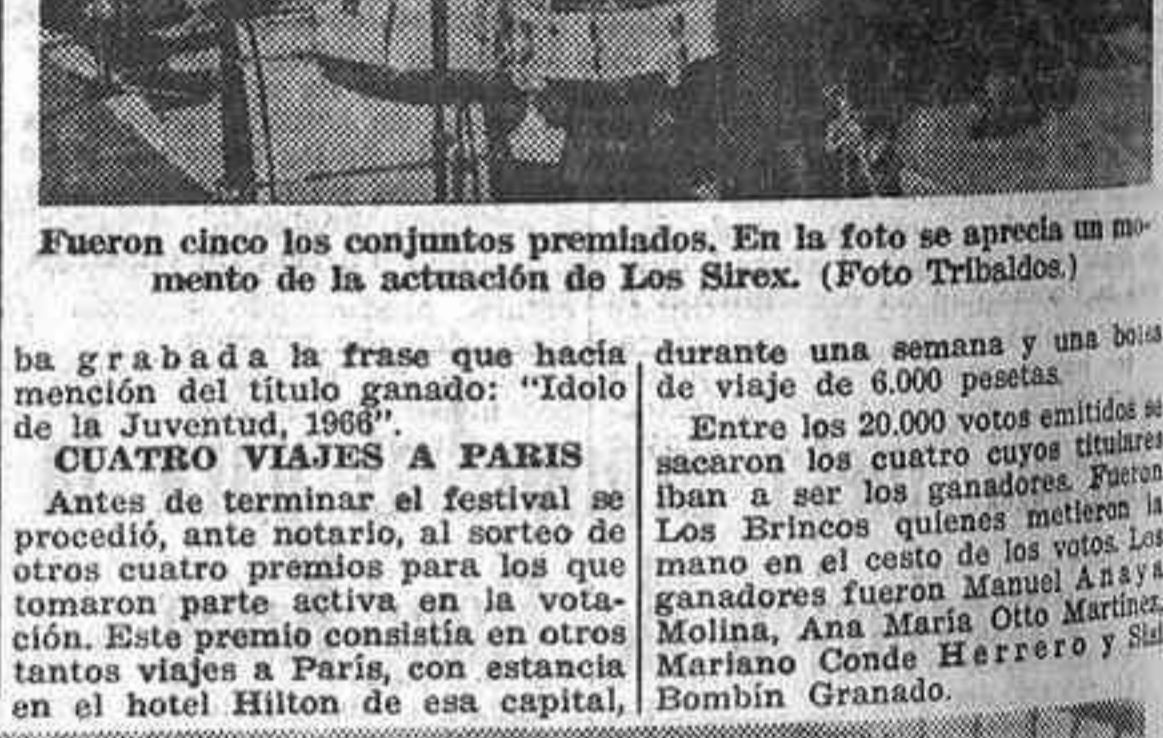 Fueron cinco los conjuntos premiados. En la foto se aprecia un mo-
mento de la actuación de Los Sirex. (Foto Tribaldos.)
ba grabada la frase que hacía
mención del título ganado: “Idolo
de la Juventud, 1966”.
CUATRO VIAJES A PARIS
Antes de terminar el festival se
procedió, ante notario, al sorteo de
otros cuatro premios para los que
tomaron parte activa en la vota-
ción. Este premio consistía en otros
tantos viajes a París, con estancia
en el hotel Hilton de esa capital,
durante una semana y una bolsa
de viaje de 6.000 pesetas.
Entre los 20.000 votos emitidos se
sacaron los cuatro cuyos titulares
iban a ser los ganadores. Fueron
Los Brincos quienes metieron la
mano en el cesto de los votos. Los
ganadores fueron Manuel Anaya
Molina, Ana María Otto Martínez,
Mariano Conde Herrero y
Bombín Granado.